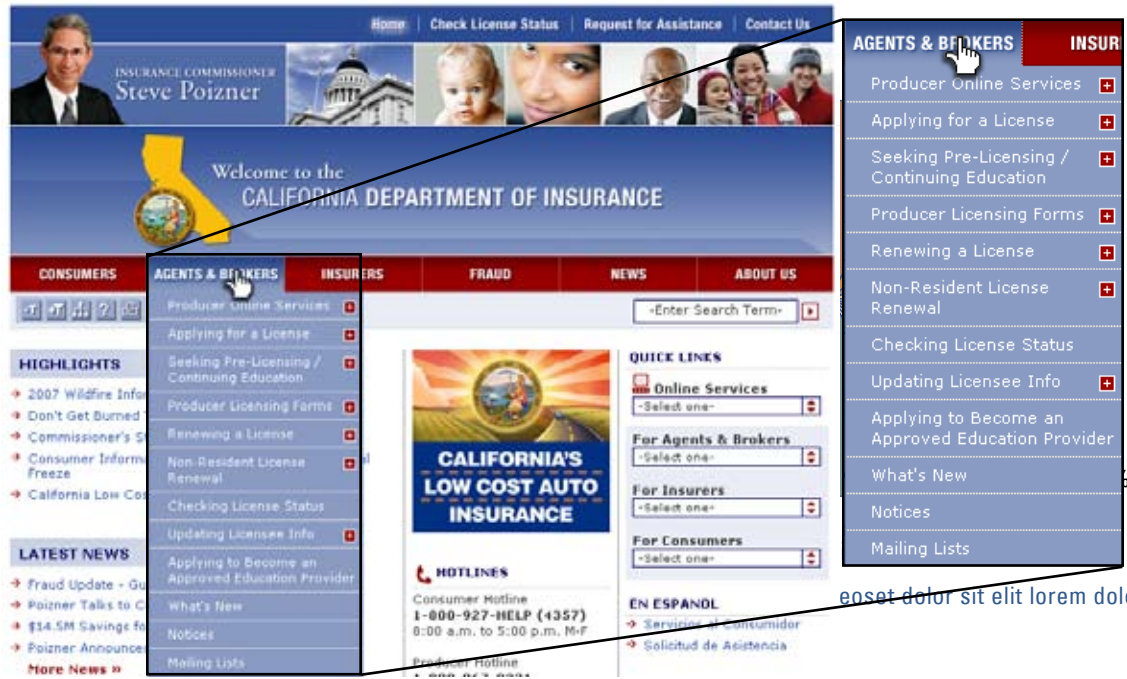 Home | Check License Status | Request for Assistance | Contact Us
INSURANCE COMMISSIONER
Steve Poizner
Welcome to the
CALIFORNIA DEPARTMENT OF INSURANCE
CONSUMERS
AGENTS & BROKERS
INSURERS
FRAUD
NEWS
ABOUT US
-Enter Search Term-
Producer Online Services
Applying for a License
Seeking Pre-Licensing /
Continuing Education
Producer Licensing Forms
Renewing a License
Non-Resident License
Renewal
Checking License Status
Updating Licensee Info
Applying to Become an
Approved Education Provider
What's New
Notices
Mailing Lists
HIGHLIGHTS
2007 Wildfire
Don't Get Burned
Commissioner's
Consumer
Freeze
California Low
LATEST NEWS
Fraud Update -
Poizner Talks to
$14.5M Savings
Poizner
More News »
CALIFORNIA'S
LOW COST AUTO
INSURANCE
HOTLINES
Consumer Hotline
1-800-927-HELP (4357)
8:00 a.m. to 5:00 p.m. M-F
Producer Hotline
QUICK LINKS
Online Services
-Select one-
For Agents & Brokers
-Select one-
For Insurers
-Select one-
For Consumers
-Select one-
EN ESPANOL
Servicios al Consumidor
Solicitud de Asistencia
AGENTS & BROKERS
INSUR
Producer Online Services
Applying for a License
Seeking Pre-Licensing /
Continuing Education
Producer Licensing Forms
Renewing a License
Non-Resident License
Renewal
Checking License Status
Updating Licensee Info
Applying to Become an
Approved Education Provider
What's New
Notices
Mailing Lists
eoset dolor sit elit lorem